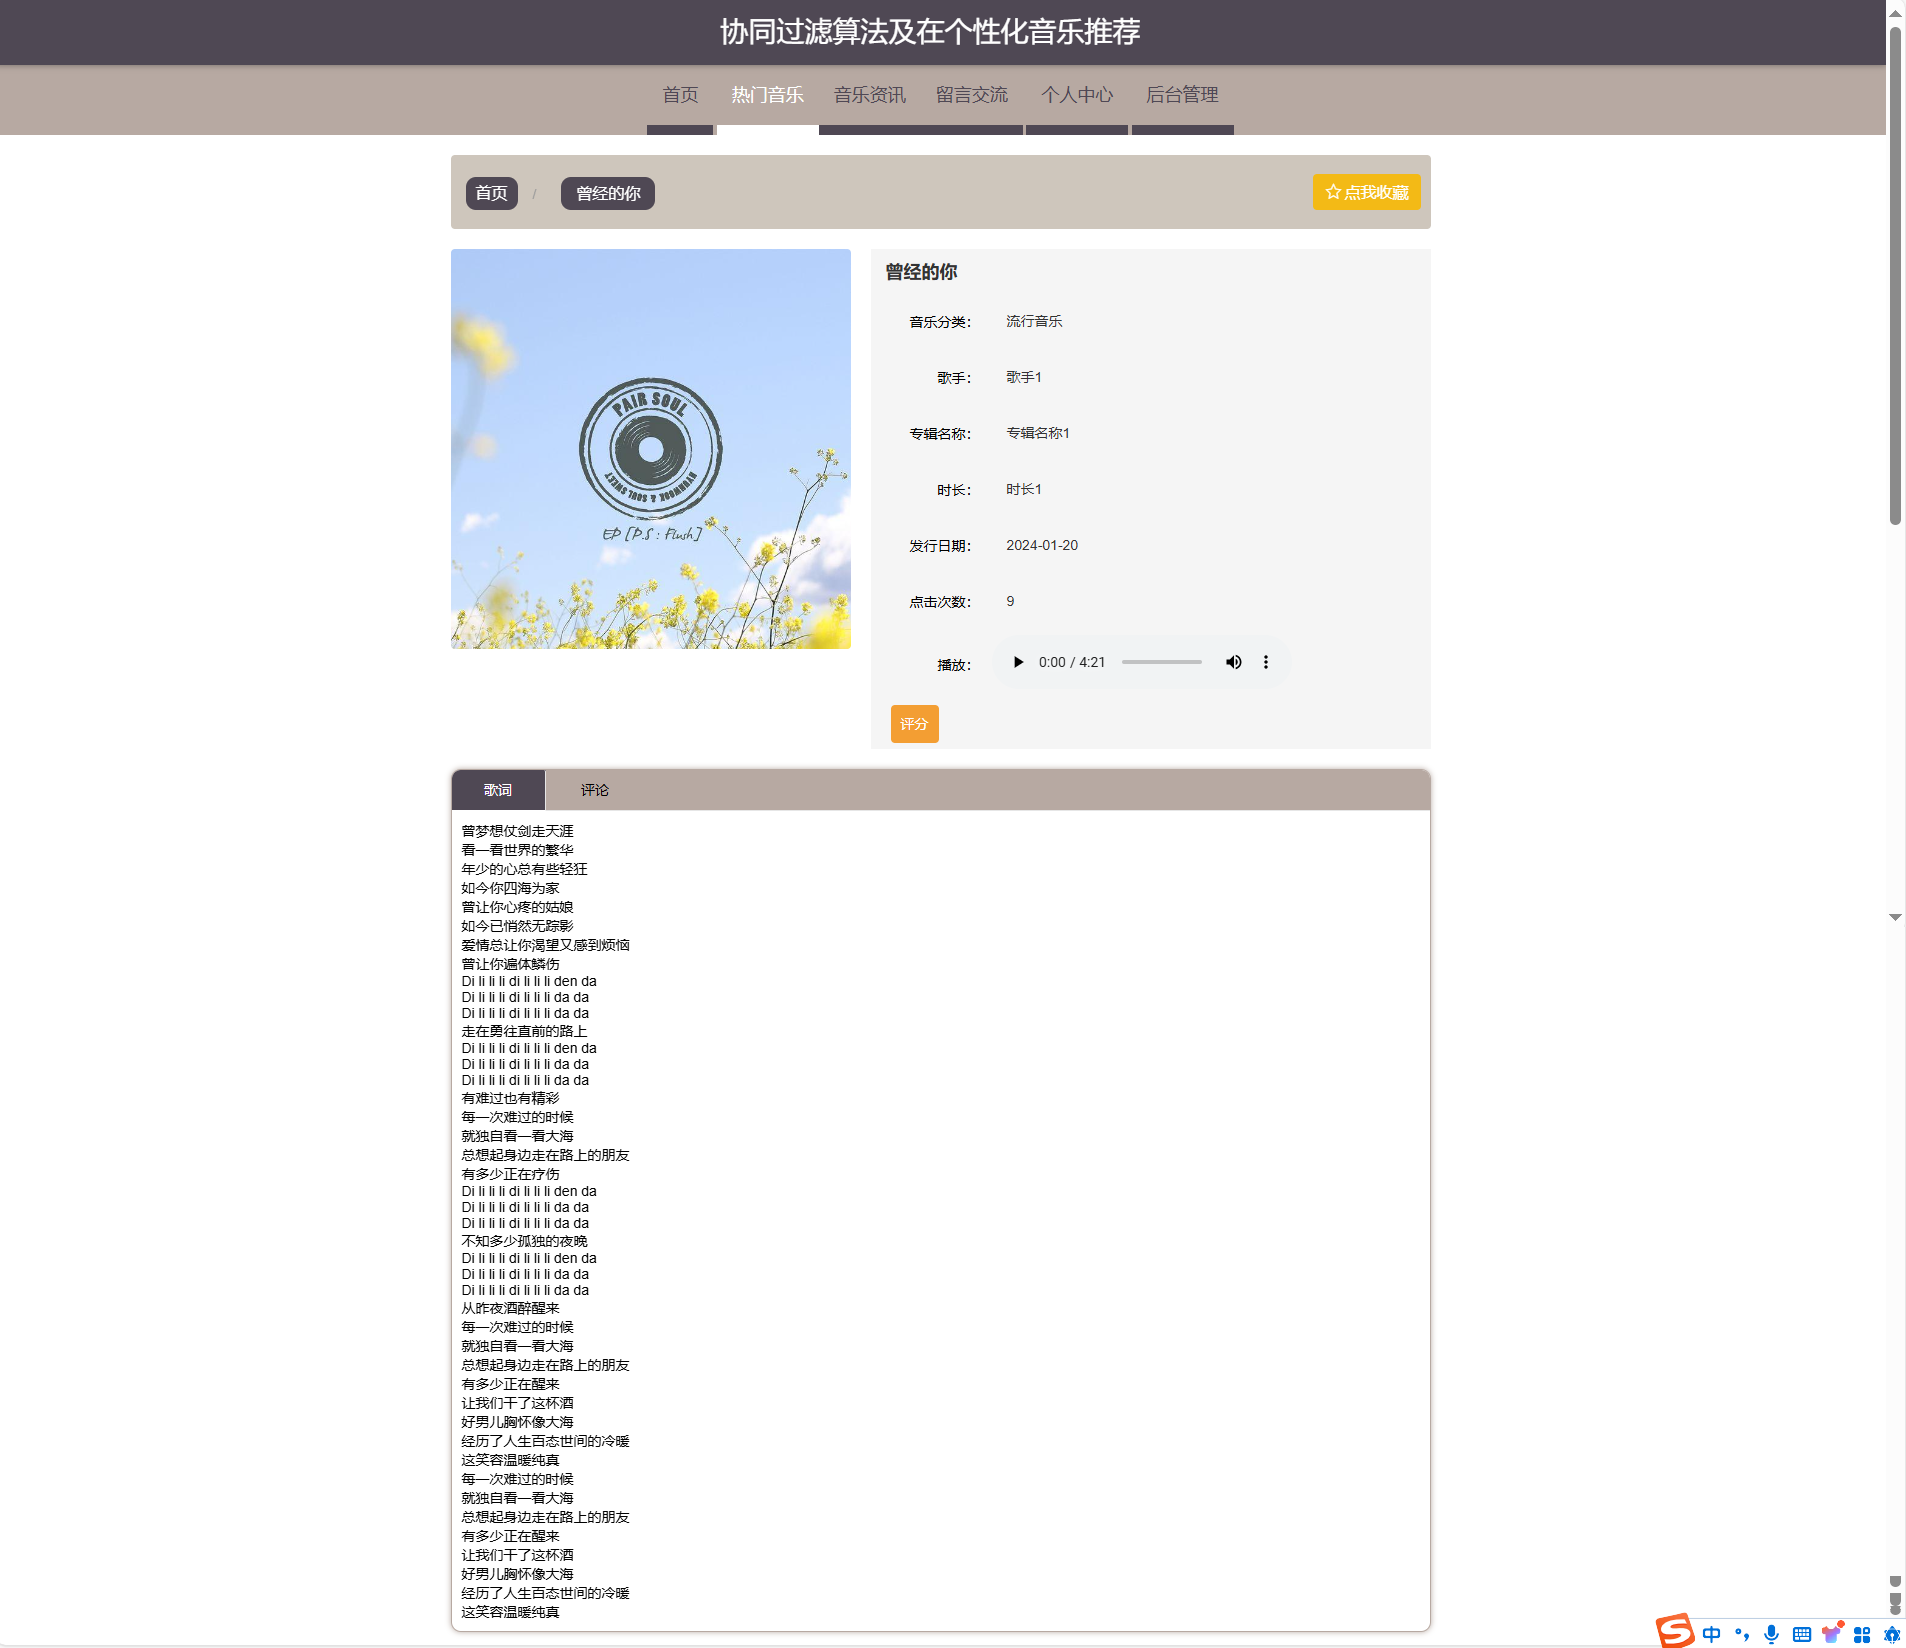 协同过滤算法及在个性化音乐推荐
首页 热门音乐 音乐资讯 留言交流 个人中心 后台管理
首页 / 曾经的你 点我收藏
PAIR SOUL
EP [P.S : Flush]
曾经的你
音乐分类： 流行音乐
歌手： 歌手1
专辑名称： 专辑名称1
时长： 时长1
发行日期： 2024-01-20
点击次数： 9
播放： 0:00 / 4:21
评分
歌词 评论
曾梦想仗剑走天涯
看一看世界的繁华
年少的心总有些轻狂
如今你四海为家
曾让你心疼的姑娘
如今已悄然无踪影
爱情总让你渴望又感到烦恼
曾让你遍体鳞伤
Di li li li di li li li den da
Di li li li di li li li da da
Di li li li di li li li da da
走在勇往直前的路上
Di li li li di li li li den da
Di li li li di li li li da da
Di li li li di li li li da da
有难过也有精彩
每一次难过的时候
就独自看一看大海
总想起身边走在路上的朋友
有多少正在疗伤
Di li li li di li li li den da
Di li li li di li li li da da
Di li li li di li li li da da
不知多少孤独的夜晚
Di li li li di li li li den da
Di li li li di li li li da da
Di li li li di li li li da da
从昨夜酒醉醒来
每一次难过的时候
就独自看一看大海
总想起身边走在路上的朋友
有多少正在醒来
让我们干了这杯酒
好男儿胸怀像大海
经历了人生百态世间的冷暖
这笑容温暖纯真
每一次难过的时候
就独自看一看大海
总想起身边走在路上的朋友
有多少正在醒来
让我们干了这杯酒
好男儿胸怀像大海
经历了人生百态世间的冷暖
这笑容温暖纯真
中